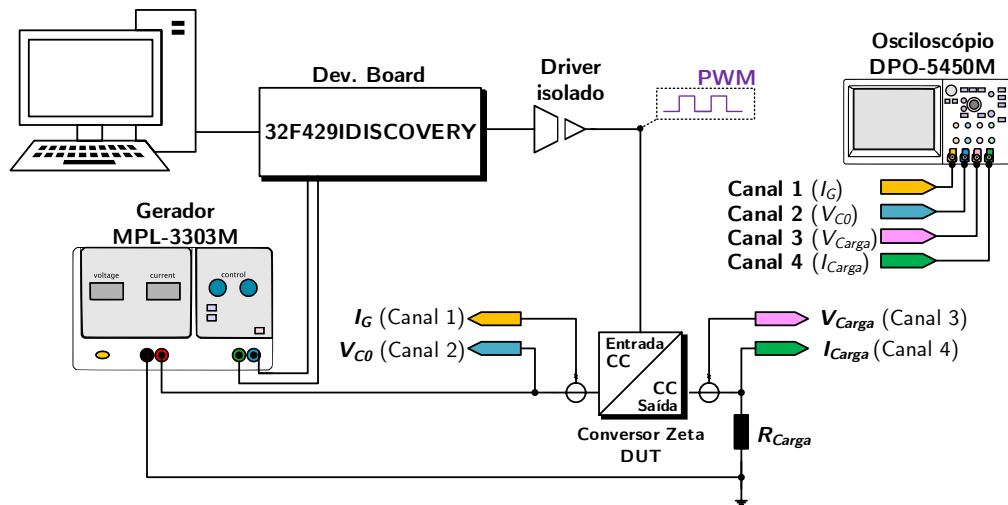 Dev. Board
32F429IDISCOVERY
Driver
isolado
PWM
Osciloscópio
DPO-5450M
Canal 1 (I_G)
Canal 2 (V_C0)
Canal 3 (V_Carga)
Canal 4 (I_Carga)
Gerador
MPL-3303M
voltage
current
control
I_G (Canal 1)
V_C0 (Canal 2)
Entrada
CC
CC
Saída
Conversor Zeta
DUT
V_Carga (Canal 3)
I_Carga (Canal 4)
R_Carga